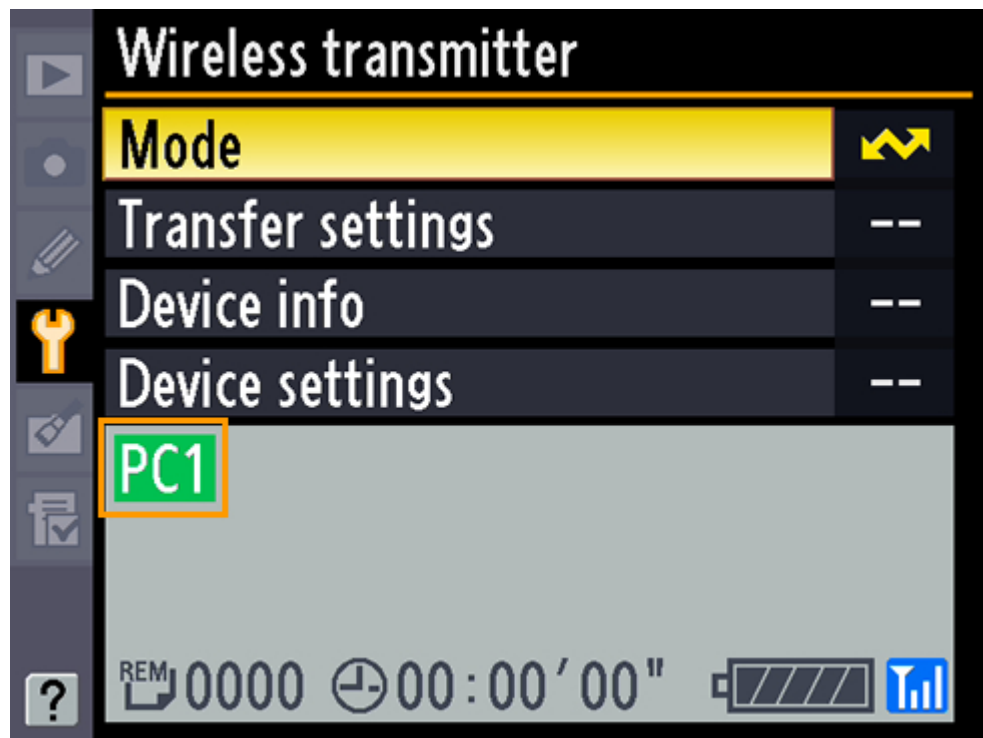 Wireless transmitter
Mode
Transfer settings --
Device info --
Device settings --
PC1
REM 0000 00:00'00"
?